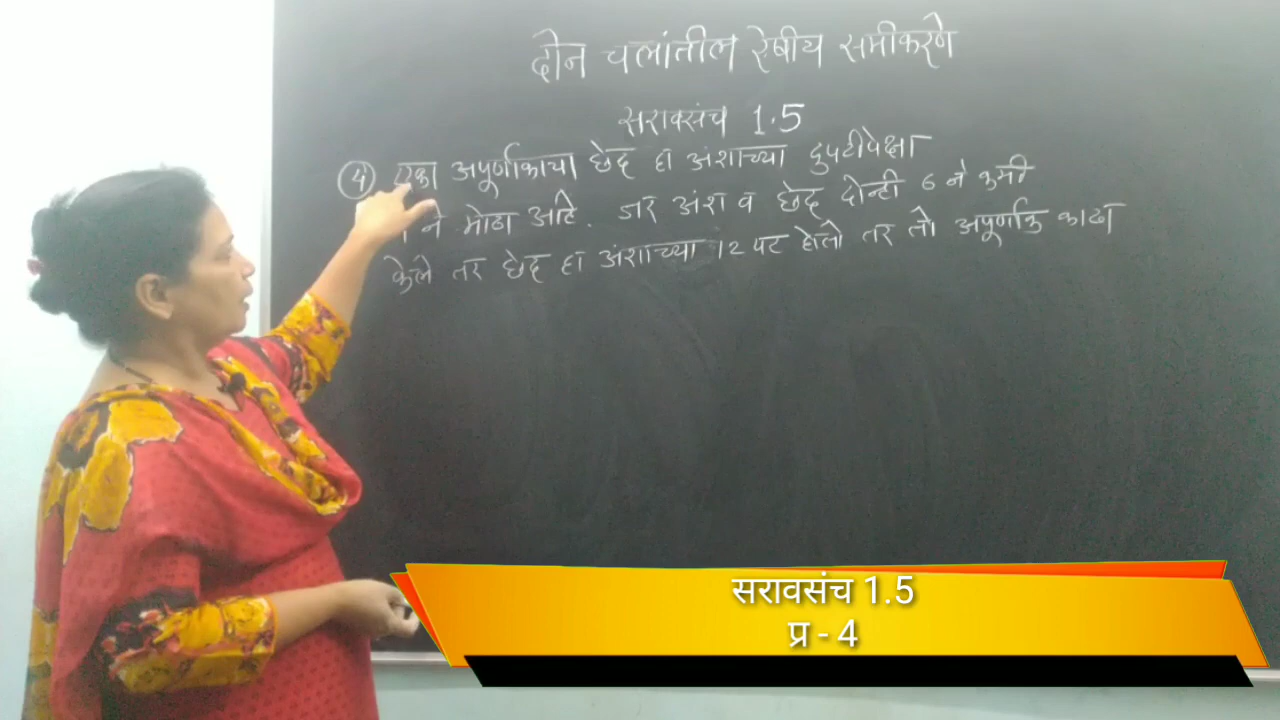 दोन चलांतील रेषीय समीकरणे
सरावसंच 1.5
4 एका अपूर्णांकाचा छेद हा अंशाच्या दुपटीपेक्षा
ने मोठा आहे. जर अंश व छेद दोन्ही 6 ने कमी
केले तर छेद हा अंशाच्या 12 पट होतो तर तो अपूर्णांक काढा
सरावसंच 1.5
प्र - 4